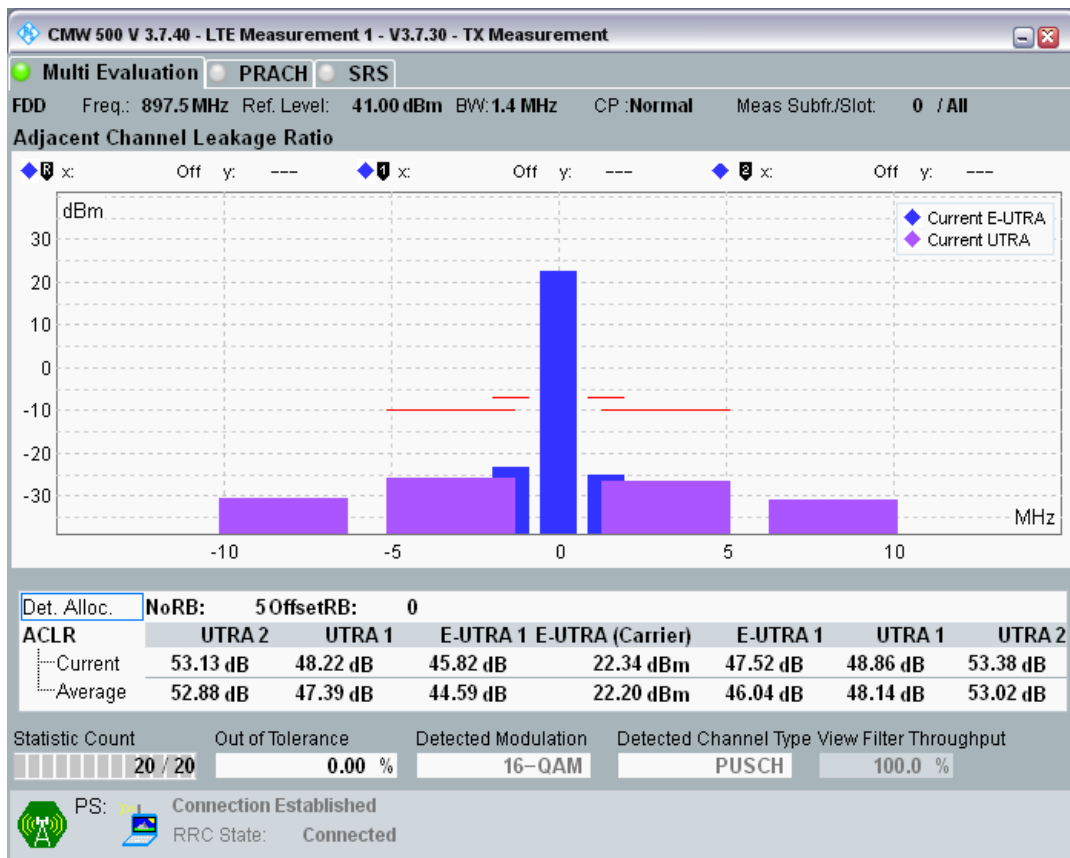 CMW 500 V 3.7.40 - LTE Measurement 1 - V3.7.30 - TX Measurement
Multi Evaluation PRACH SRS
FDD Freq.: 897.5 MHz Ref. Level: 41.00 dBm BW: 1.4 MHz CP :Normal Meas Subfr./Slot: 0 / All
Adjacent Channel Leakage Ratio
R x: Off y: --- 1 x: Off y: --- 2 x: Off y: ---
dBm
Current E-UTRA
Current UTRA
30
20
10
0
-10
-20
-30
MHz
-10 -5 0 5 10
Det. Alloc. NoRB: 5 OffsetRB: 0
ACLR UTRA 2 UTRA 1 E-UTRA 1 E-UTRA (Carrier) E-UTRA 1 UTRA 1 UTRA 2
Current 53.13 dB 48.22 dB 45.82 dB 22.34 dBm 47.52 dB 48.86 dB 53.38 dB
Average 52.88 dB 47.39 dB 44.59 dB 22.20 dBm 46.04 dB 48.14 dB 53.02 dB
Statistic Count Out of Tolerance Detected Modulation Detected Channel Type View Filter Throughput
20 / 20 0.00 % 16-QAM PUSCH 100.0 %
PS: Connection Established
RRC State: Connected